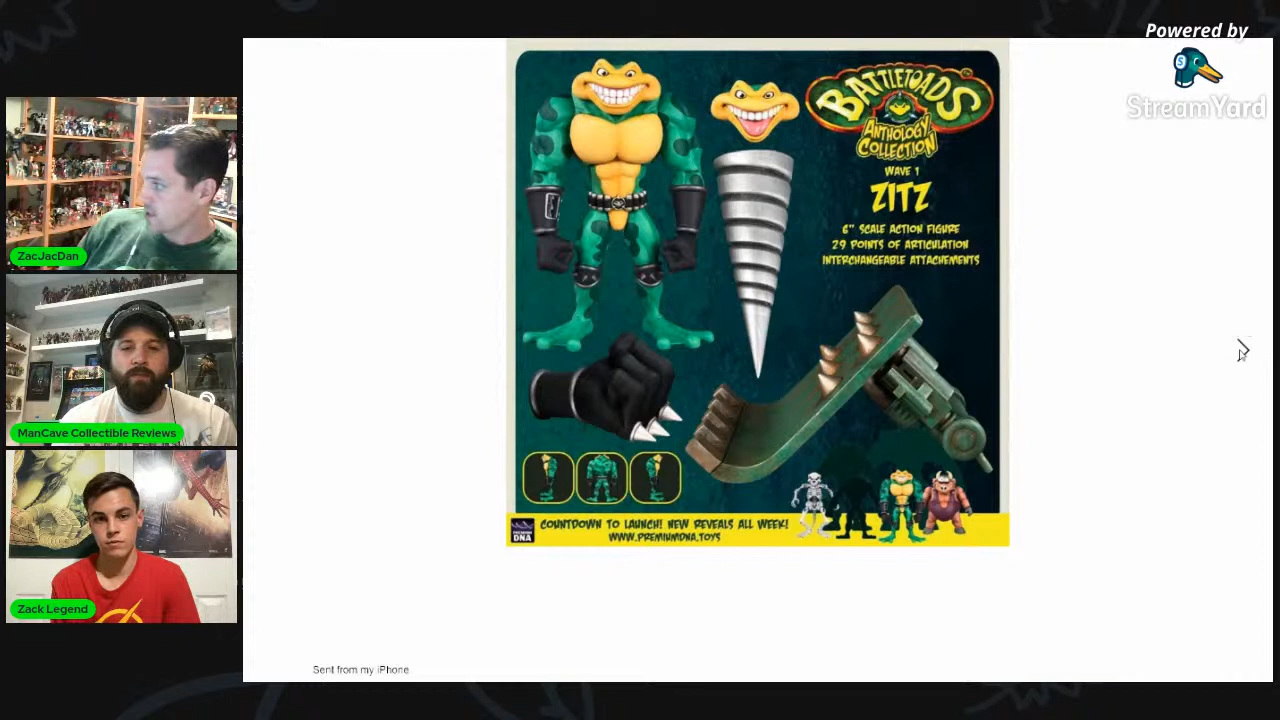 Powered by
StreamYard
ZacJacDan
ManCave Collectible Reviews
Zack Legend
BATTLETOADS
ANTHOLOGY
COLLECTION
WAVE 1
ZITZ
6" SCALE ACTION FIGURE
29 POINTS OF ARTICULATION
INTERCHANGEABLE ATTACHEMENTS
PREMIUM
DNA
COUNTDOWN TO LAUNCH! NEW REVEALS ALL WEEK!
WWW.PREMIUMDNA.TOYS
Sent from my iPhone